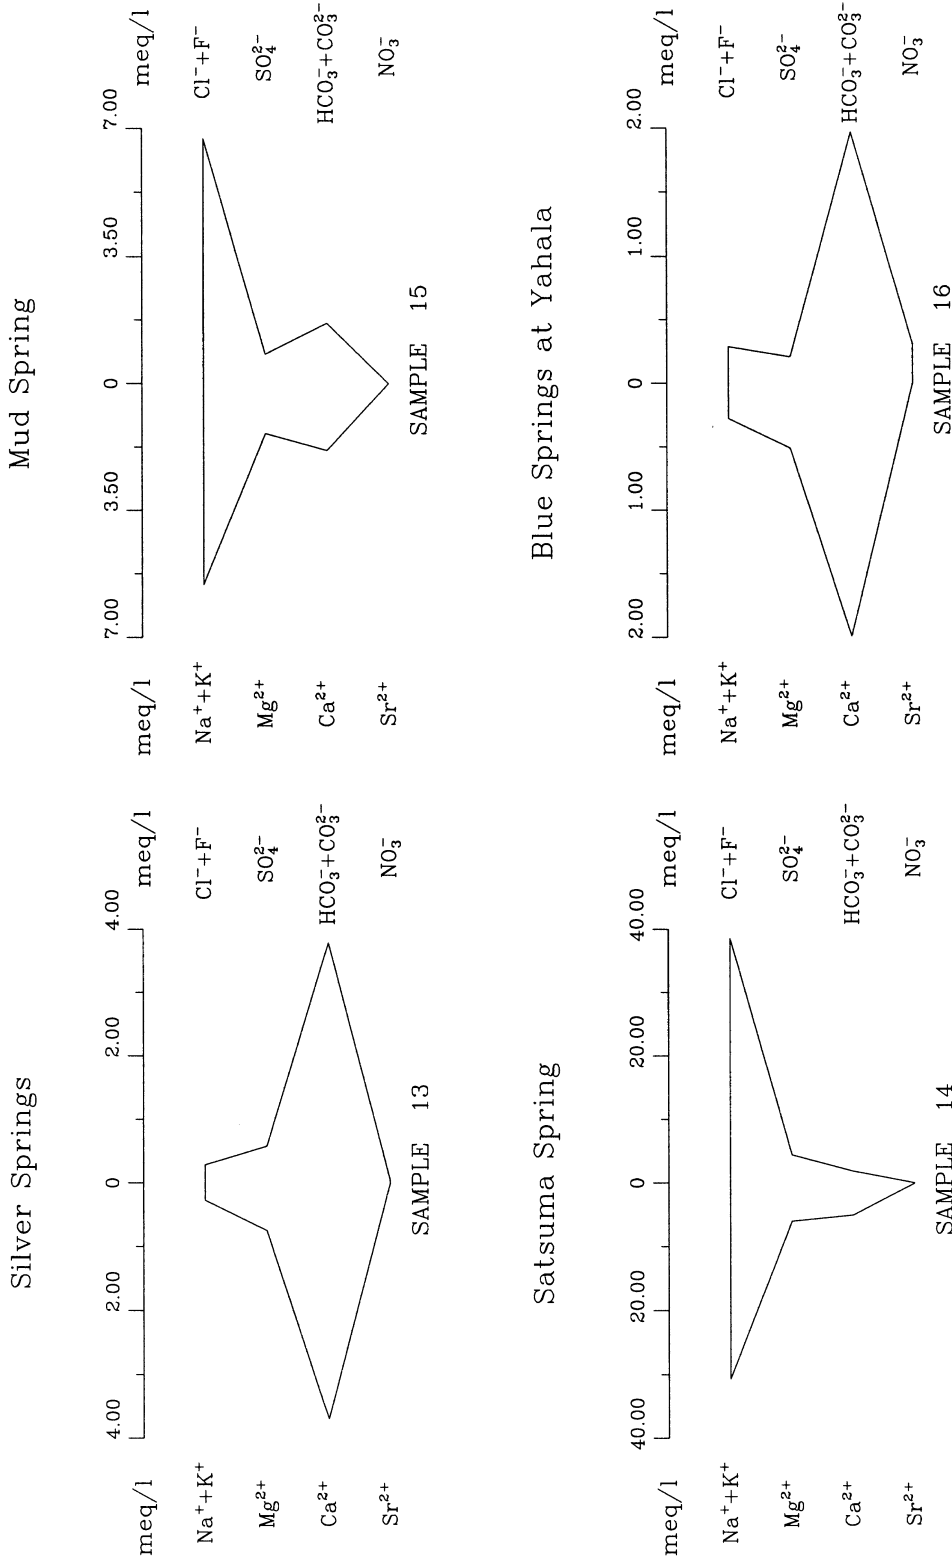 Silver Springs
meq/l 4.00 2.00 0 2.00 4.00 meq/l
Na⁺+K⁺ Cl⁻+F⁻
Mg²⁺ SO₄²⁻
Ca²⁺ HCO₃⁻+CO₃²⁻
Sr²⁺ NO₃⁻
SAMPLE 13
Mud Spring
meq/l 7.00 3.50 0 3.50 7.00 meq/l
Na⁺+K⁺ Cl⁻+F⁻
Mg²⁺ SO₄²⁻
Ca²⁺ HCO₃⁻+CO₃²⁻
Sr²⁺ NO₃⁻
SAMPLE 15
Satsuma Spring
meq/l 40.00 20.00 0 20.00 40.00 meq/l
Na⁺+K⁺ Cl⁻+F⁻
Mg²⁺ SO₄²⁻
Ca²⁺ HCO₃⁻+CO₃²⁻
Sr²⁺ NO₃⁻
SAMPLE 14
Blue Springs at Yahala
meq/l 2.00 1.00 0 1.00 2.00 meq/l
Na⁺+K⁺ Cl⁻+F⁻
Mg²⁺ SO₄²⁻
Ca²⁺ HCO₃⁻+CO₃²⁻
Sr²⁺ NO₃⁻
SAMPLE 16